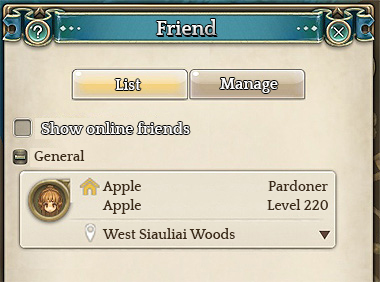 ?
Friend
List
Manage
Show online friends
General
Apple Pardoner
Apple Level 220
West Siauliai Woods